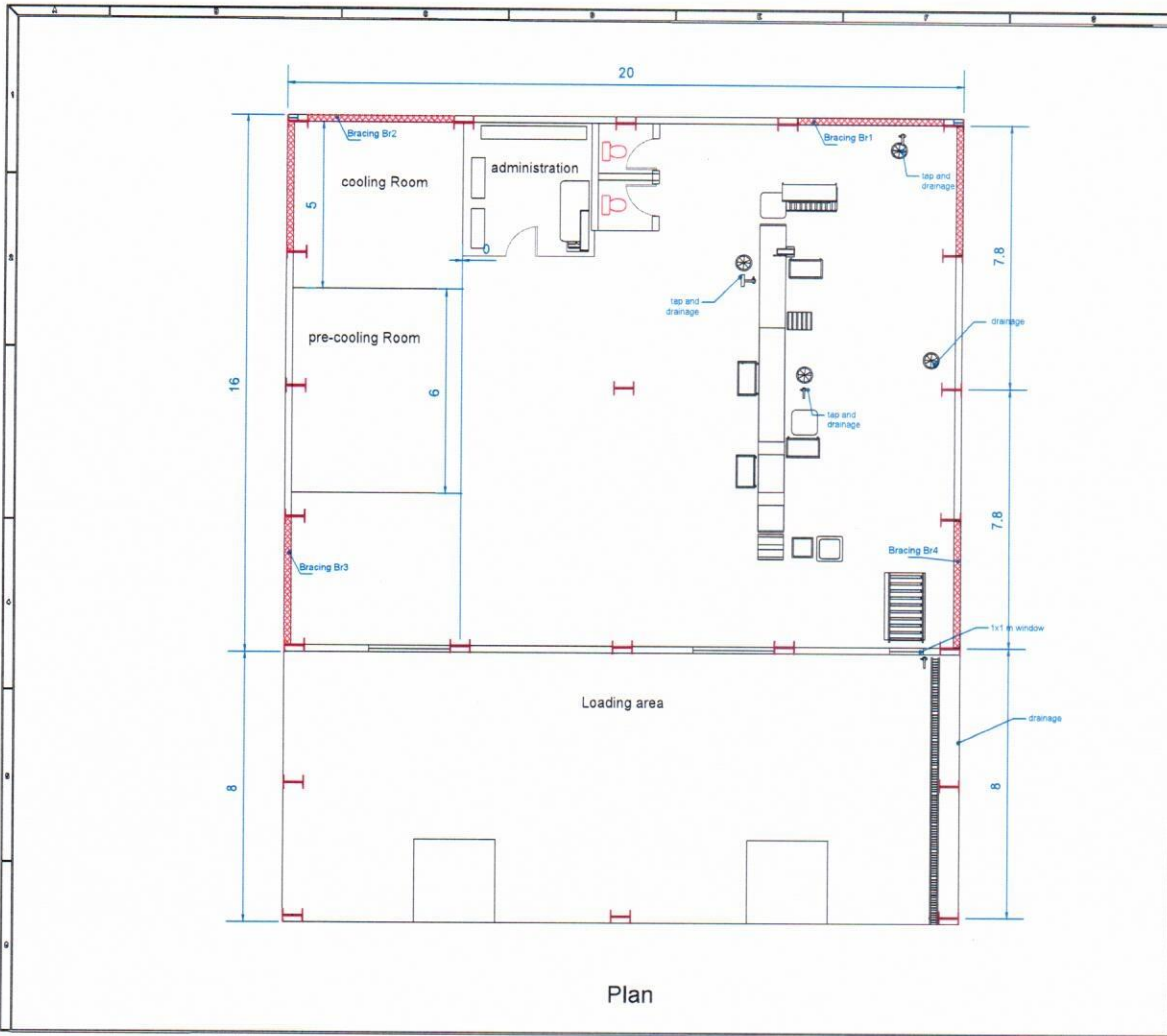 20
Bracing Br2
Bracing Br1
cooling Room
administration
tap and
drainage
5
0
7.8
tap and
drainage
drainage
pre-cooling Room
16
6
tap and
drainage
7.8
Bracing Br3
Bracing Br4
1x1 m window
Loading area
drainage
8
8
Plan